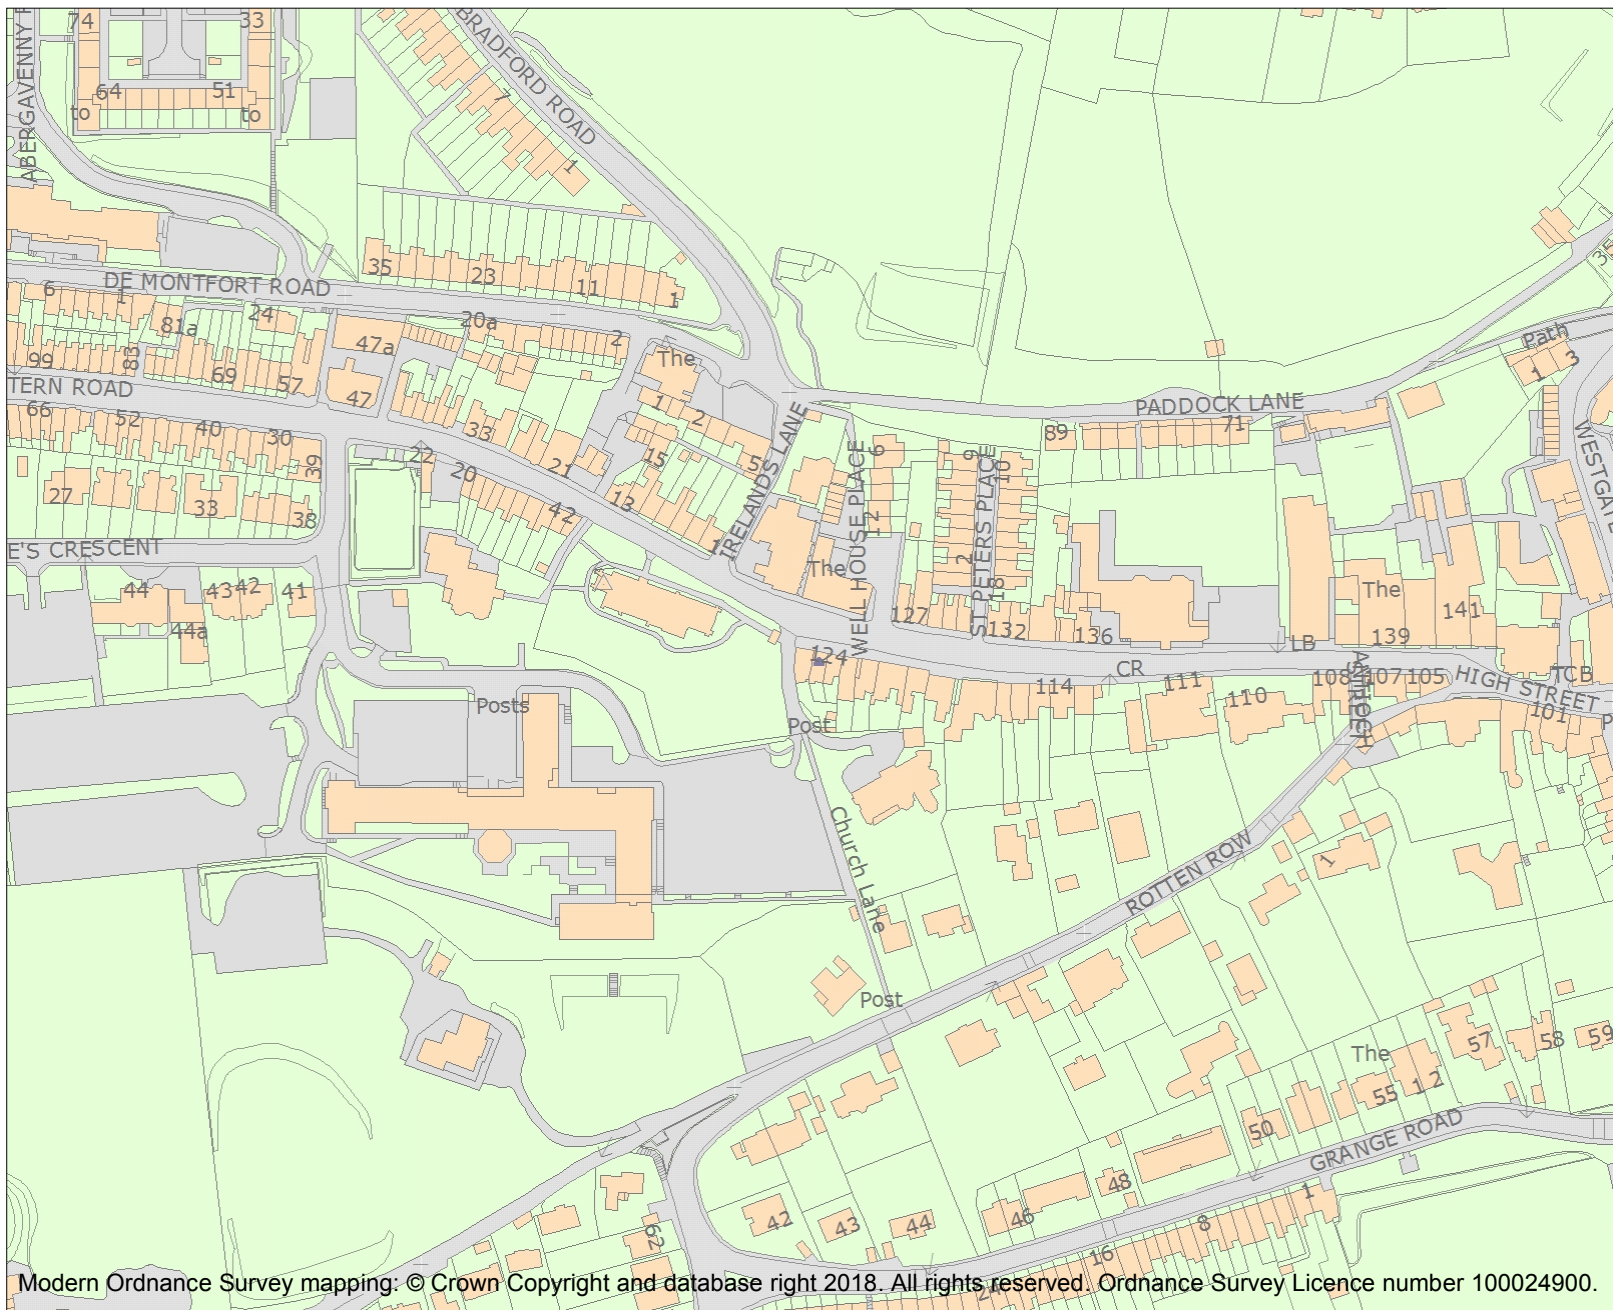 74
33
ABERGAVENNY
BRADFORD ROAD
64
51
to
to
7
1
35
23
11
1
DE MONTFORT ROAD
6
1
24
81a
20a
2
47a
The
99
83
69
57
47
TERN ROAD
66
52
40
30
39
22
20
33
21
15
13
1
2
5
1
42
IRELANDS LANE
WELL HOUSE PLACE
6
12
The
PADDOCK LANE
89
71
Path
1
3
35
WESTGATE
9
10
2
18
ST PETERS PLACE
27
33
38
E'S CRESCENT
44
43
42
41
44a
127
132
136
124
CR
LB
The
139
141
114
111
110
108
107
105
TCB
HIGH STREET
101
P
Posts
Post
Church Lane
ROTTEN ROW
1
Post
The
57
58
59
55
1 2
50
GRANGE ROAD
42
43
44
46
48
1
8
16
24
62
Modern Ordnance Survey mapping: © Crown Copyright and database right 2018. All rights reserved. Ordnance Survey Licence number 100024900.